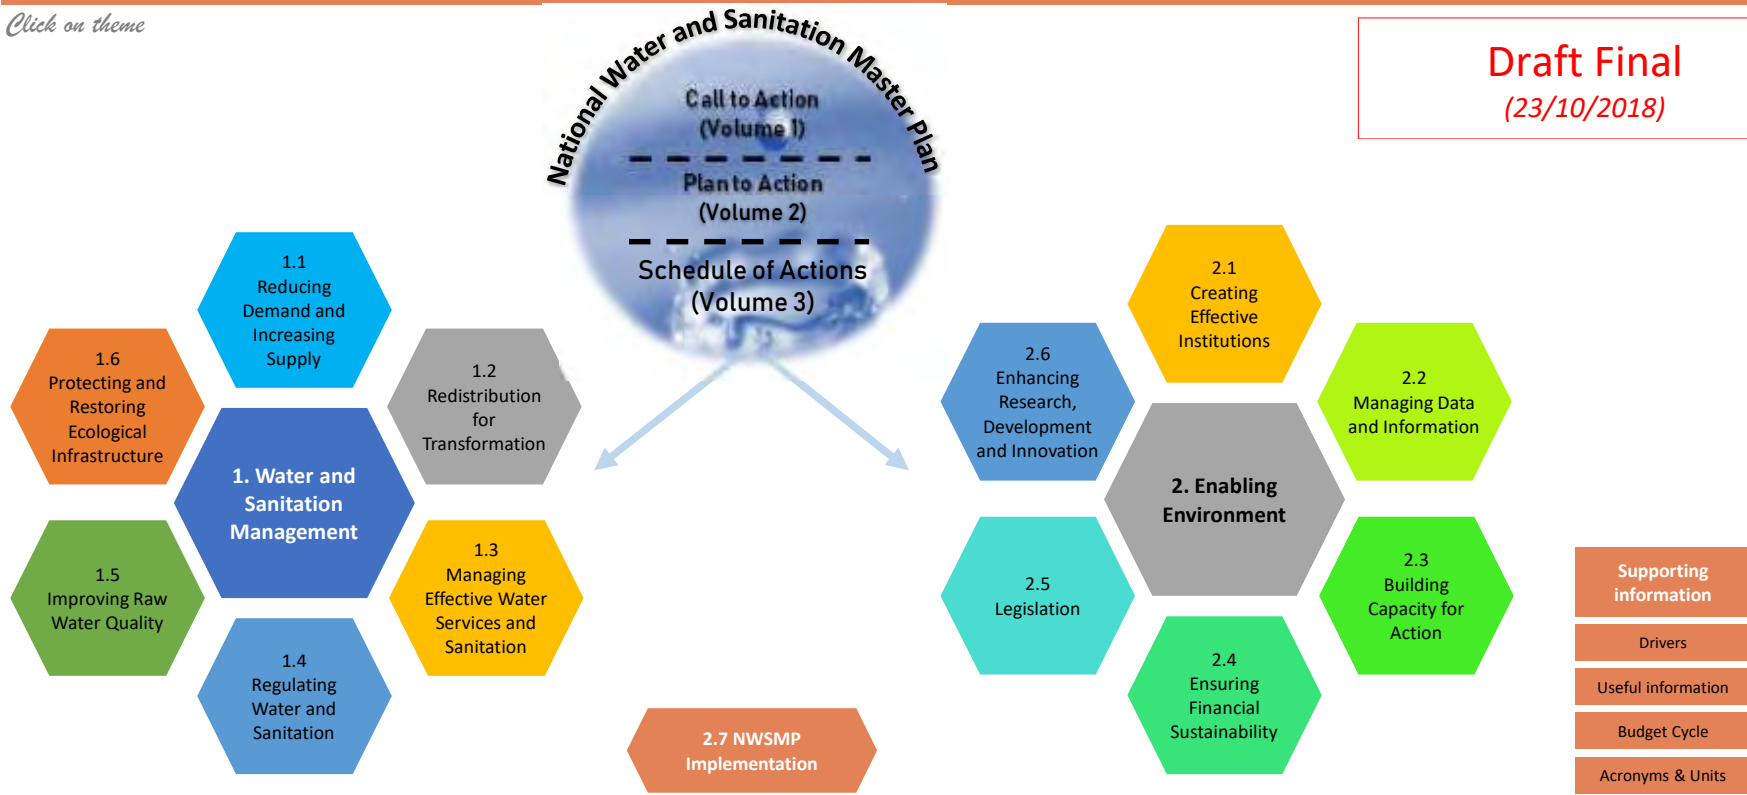 Click on theme
National Water and Sanitation Master Plan
Call to Action
(Volume 1)
Plan to Action
(Volume 2)
Schedule of Actions
(Volume 3)
Draft Final
(23/10/2018)
1.1
Reducing
Demand and
Increasing
Supply
1.2
Redistribution
for
Transformation
1.3
Managing
Effective Water
Services and
Sanitation
1.4
Regulating
Water and
Sanitation
1.5
Improving Raw
Water Quality
1.6
Protecting and
Restoring
Ecological
Infrastructure
1. Water and
Sanitation
Management
2.1
Creating
Effective
Institutions
2.2
Managing Data
and Information
2.3
Building
Capacity for
Action
2.4
Ensuring
Financial
Sustainability
2.5
Legislation
2.6
Enhancing
Research,
Development
and Innovation
2. Enabling
Environment
2.7 NWSMP
Implementation
Supporting
information
Drivers
Useful information
Budget Cycle
Acronyms & Units